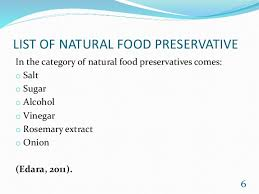 LIST OF NATURAL FOOD PRESERVATIVE
In the category of natural food preservatives comes:
o Salt
o Sugar
o Alcohol
o Vinegar
o Rosemary extract
o Onion
(Edara, 2011).
6